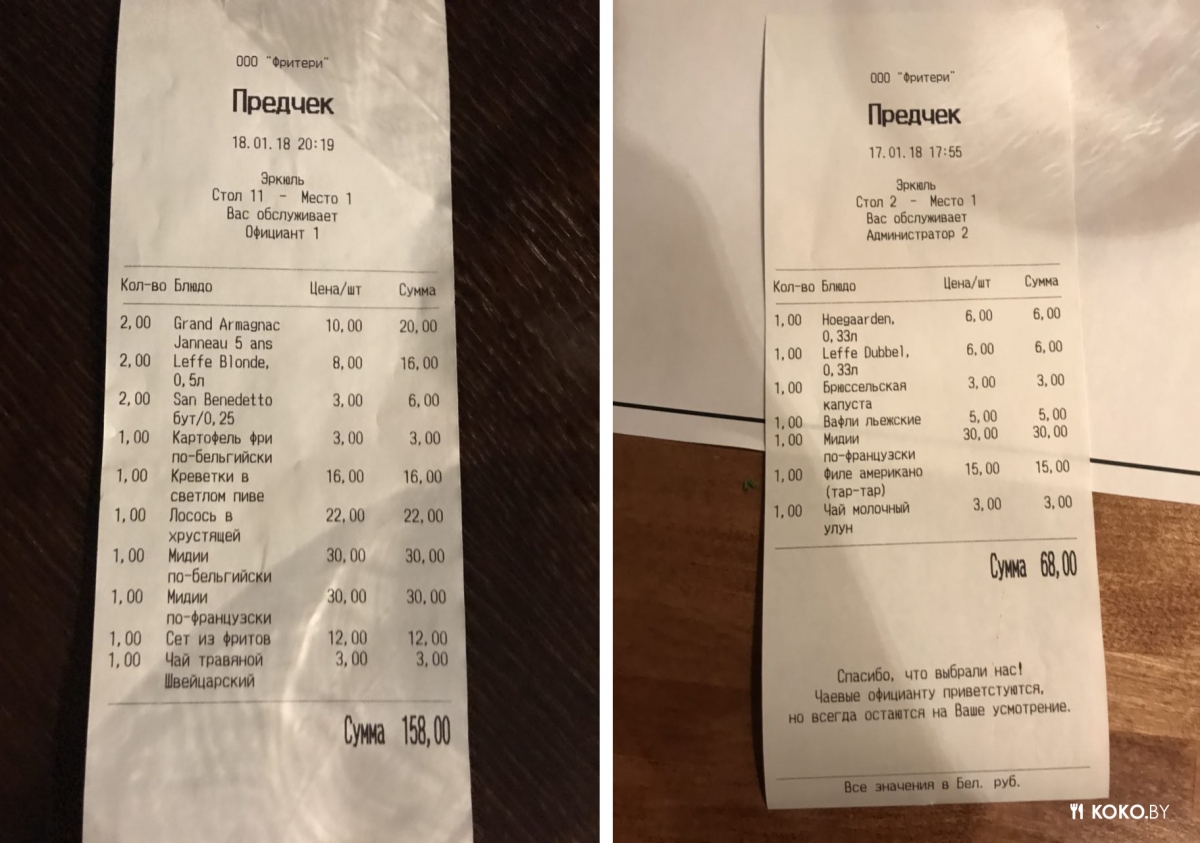 ООО "Фритери"
Предчек
18.01.18 20:19
Эркюль
Стол 11 - Место 1
Вас обслуживает
Официант 1
Кол-во Блюдо Цена/шт Сумма
2,00 Grand Armagnac 10,00 20,00
Janneau 5 ans
2,00 Leffe Blonde, 8,00 16,00
0,5л
2,00 San Benedetto 3,00 6,00
бут/0,25
1,00 Картофель фри 3,00 3,00
по-бельгийски
1,00 Креветки в 16,00 16,00
светлом пиве
1,00 Лосось в 22,00 22,00
хрустящей
1,00 Мидии 30,00 30,00
по-бельгийски
1,00 Мидии 30,00 30,00
по-французски
1,00 Сет из фритов 12,00 12,00
1,00 Чай травяной 3,00 3,00
Швейцарский
Сумма 158,00
ООО "Фритери"
Предчек
17.01.18 17:55
Эркюль
Стол 2 - Место 1
Вас обслуживает
Администратор 2
Кол-во Блюдо Цена/шт Сумма
1,00 Hoegaarden, 6,00 6,00
0,33л
1,00 Leffe Dubbel, 6,00 6,00
0,33л
1,00 Брюссельская 3,00 3,00
капуста
1,00 Вафли льежские 5,00 5,00
1,00 Мидии 30,00 30,00
по-французски
1,00 Филе американо 15,00 15,00
(тар-тар)
1,00 Чай молочный 3,00 3,00
улун
Сумма 68,00
Спасибо, что выбрали нас!
Чаевые официанту приветстуются,
но всегда остаются на Ваше усмотрение.
Все значения в Бел. руб.
KOKO.BY